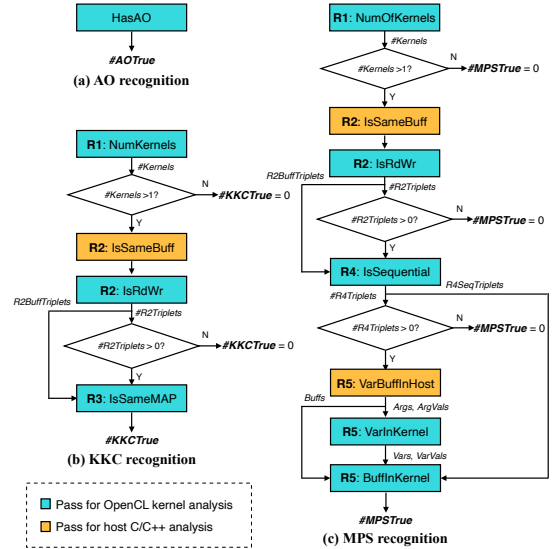 HasAO
#AOTrue
(a) AO recognition
R1: NumKernels
#Kernels
#Kernels >1?
N
#KKCTrue = 0
Y
R2: IsSameBuff
R2: IsRdWr
R2BuffTriplets
#R2Triplets
#R2Triplets > 0?
N
#KKCTrue = 0
Y
R3: IsSameMAP
#KKCTrue
(b) KKC recognition
Pass for OpenCL kernel analysis
Pass for host C/C++ analysis
R1: NumOfKernels
#Kernels
#Kernels >1?
N
#MPSTrue = 0
Y
R2: IsSameBuff
R2: IsRdWr
R2BuffTriplets
#R2Triplets
#R2Triplets > 0?
N
#MPSTrue = 0
Y
R4: IsSequential
#R4Triplets
R4SeqTriplets
#R4Triplets > 0?
N
#MPSTrue = 0
Y
R5: VarBuffInHost
Buffs
Args, ArgVals
R5: VarInKernel
Vars, VarVals
R5: BuffInKernel
#MPSTrue
(c) MPS recognition